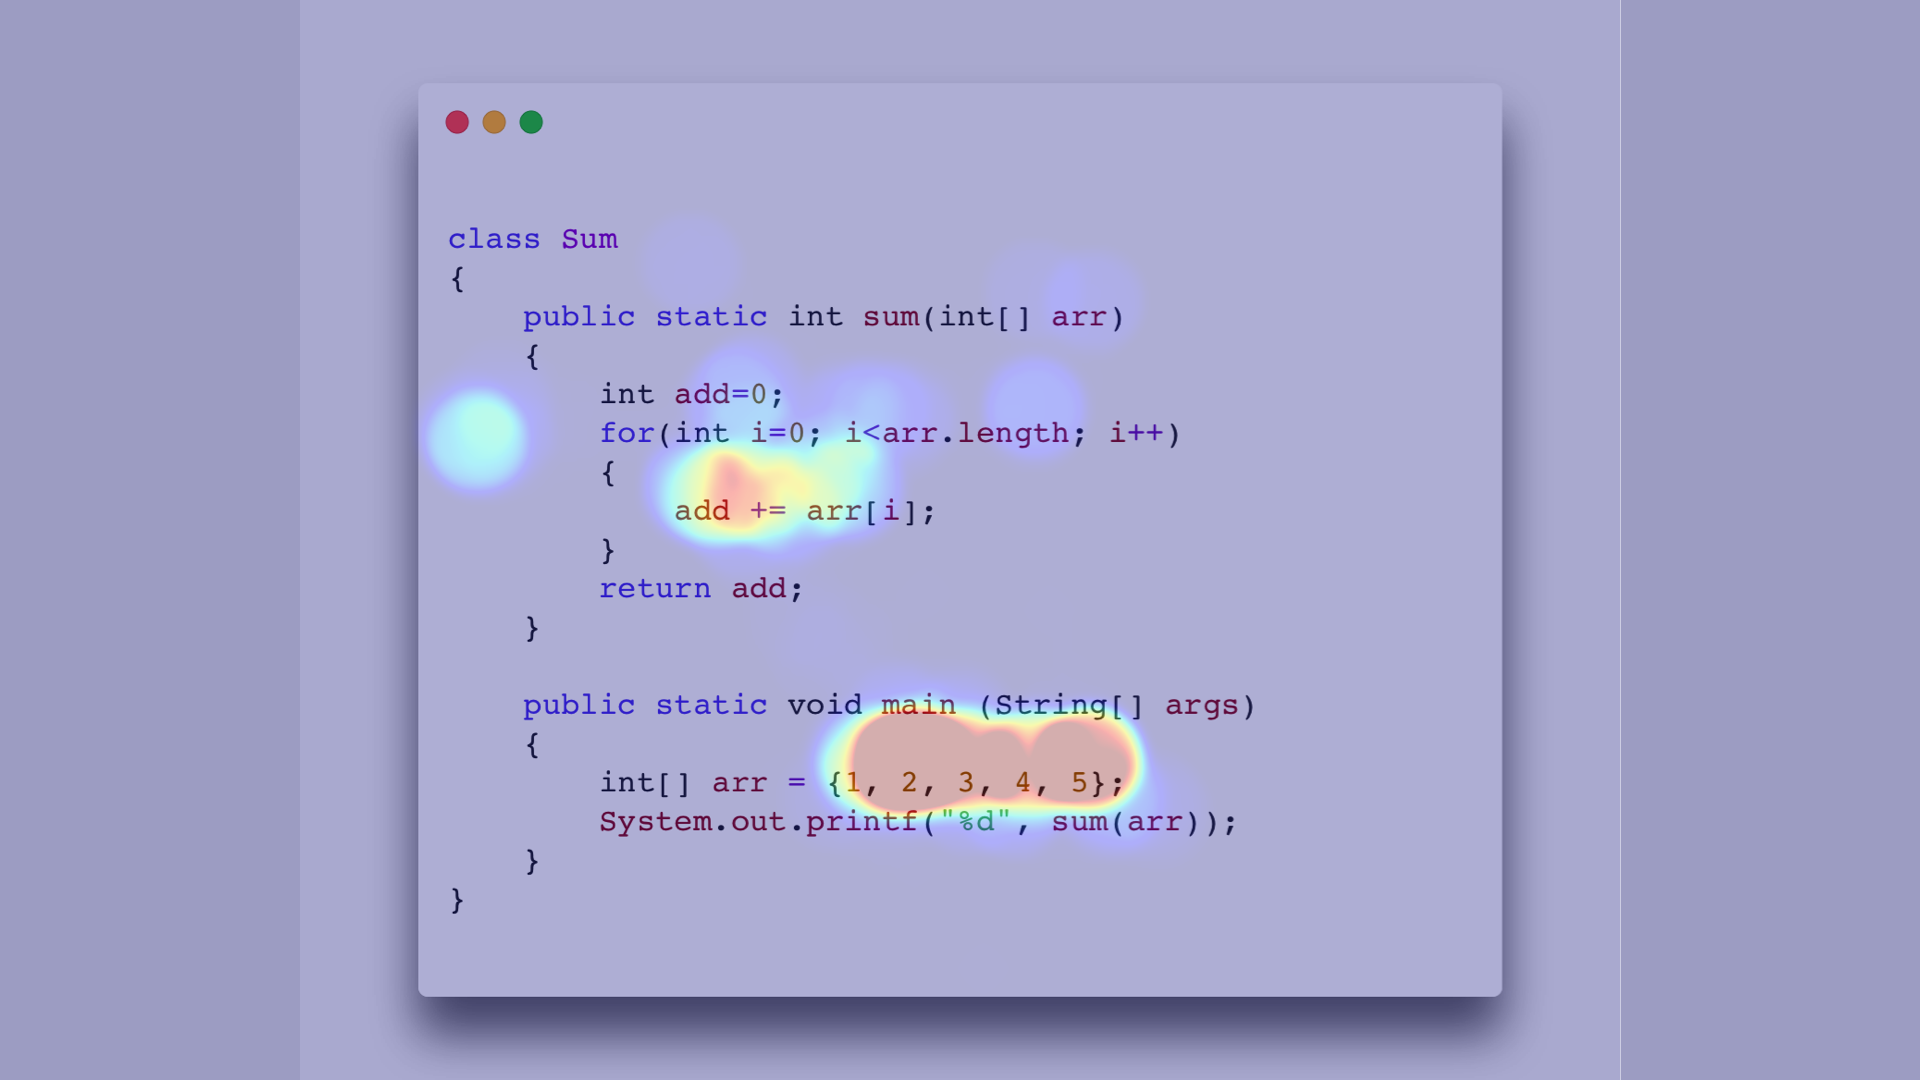 class Sum
{
    public static int sum(int[] arr)
    {
        int add=0;
        for(int i=0; i<arr.length; i++)
        {
            add += arr[i];
        }
        return add;
    }

    public static void main (String[] args)
    {
        int[] arr = {1, 2, 3, 4, 5};
        System.out.printf("%d", sum(arr));
    }
}